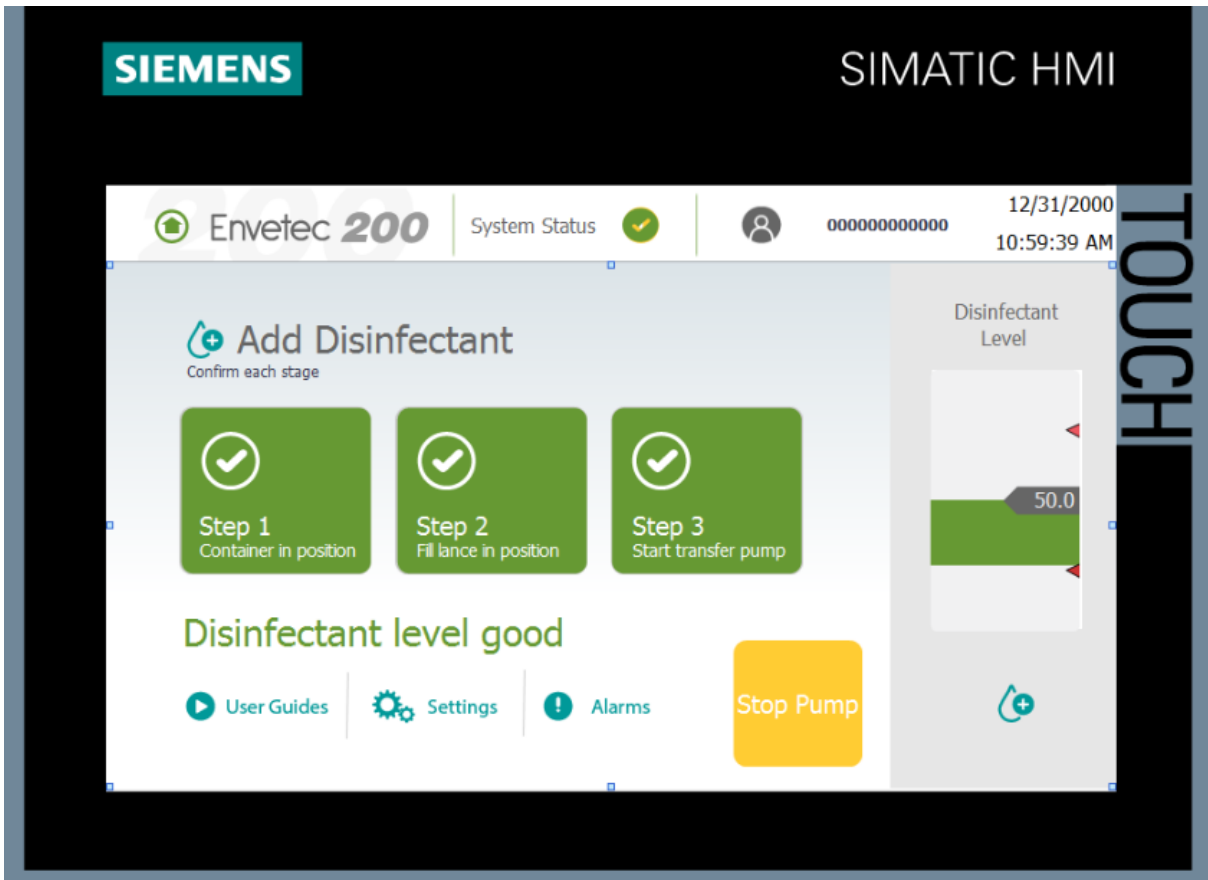 SIEMENS
SIMATIC HMI
TOUCH
200
Envetec 200
System Status
000000000000
12/31/2000
10:59:39 AM
Add Disinfectant
Confirm each stage
Step 1
Container in position
Step 2
Fill lance in position
Step 3
Start transfer pump
Disinfectant level good
User Guides
Settings
Alarms
Stop Pump
Disinfectant
Level
50.0